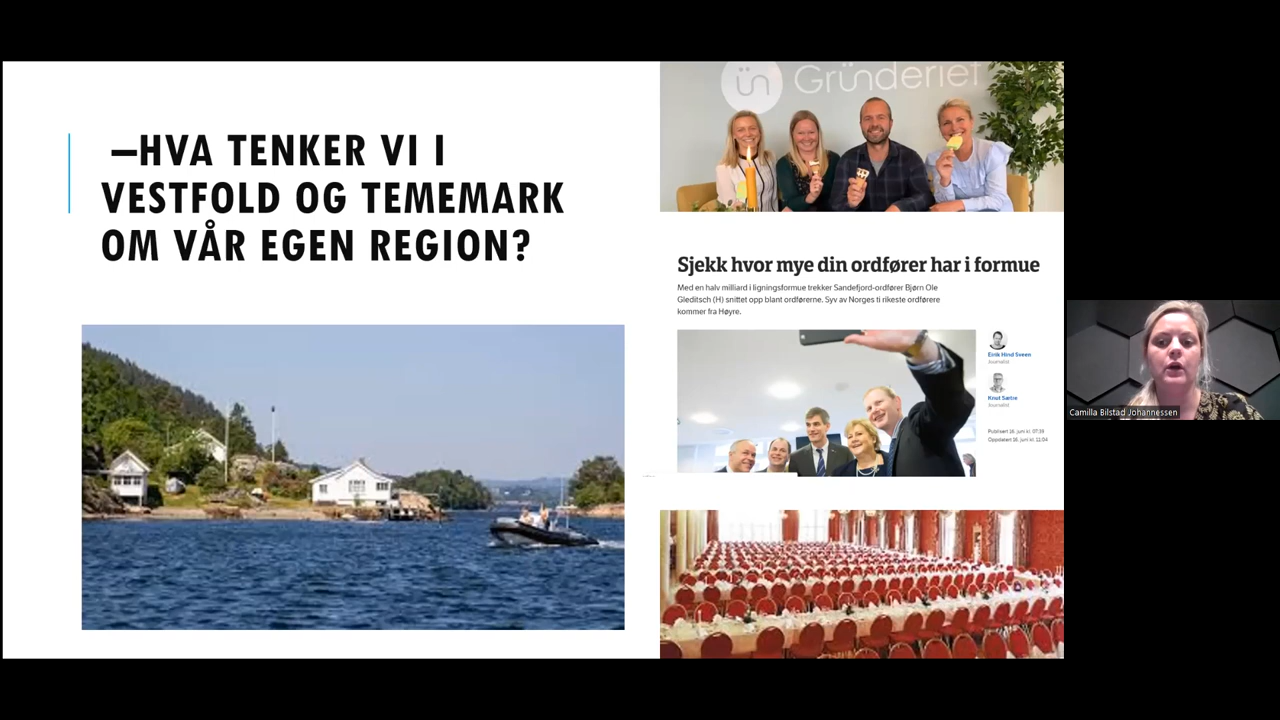 –HVA TENKER VI I
VESTFOLD OG TEMEMARK
OM VÅR EGEN REGION?
ün Gründeriet
Sjekk hvor mye din ordfører har i formue
Med en halv milliard i ligningsformue trekker Sandefjord-ordfører Bjørn Ole
Gleditsch (H) snittet opp blant ordførerne. Syv av Norges ti rikeste ordførere
kommer fra Høyre.
Eirik Hind Sveen
Journalist
Knut Sætre
Journalist
Publisert 16. juni kl. 07:39
Oppdatert 16. juni kl. 11:04
Camilla Bilstad Johannessen